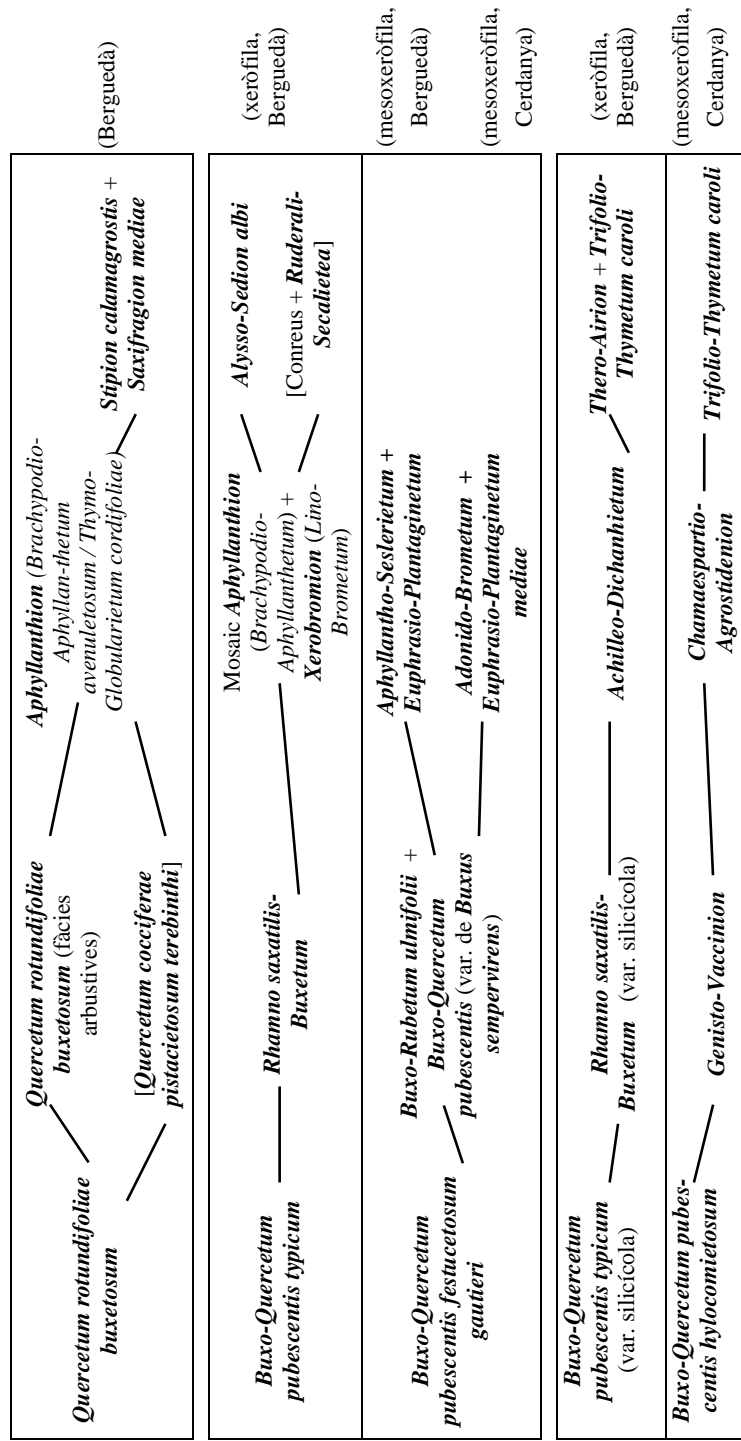 Quercetum rotundifoliae
buxetosum
Quercetum rotundifoliae
buxetosum (fàcies
arbustives)
[Quercetum cocciferae
pistacietosum terebinthi]
Aphyllanthion (Brachypodio-
Aphyllan-thetum
avenuletosum / Thymo-
Globularietum cordifoliae)
Stipion calamagrostis +
Saxifragion mediae
(Berguedà)
Buxo-Quercetum
pubescentis typicum
Rhamno saxatilis-
Buxetum
Mosaic Aphyllanthion
(Brachypodio-
Aphyllanthetum) +
Xerobromion (Lino-
Brometum)
Alysso-Sedion albi
[Conreus + Ruderali-
Secalietea]
(xeròfila,
Berguedà)
Buxo-Quercetum
pubescentis festucetosum
gautieri
Buxo-Rubetum ulmifolii +
Buxo-Quercetum
pubescentis (var. de Buxus
sempervirens)
Aphyllantho-Seslerietum +
Euphrasio-Plantaginetum
Adonido-Brometum +
Euphrasio-Plantaginetum
mediae
(mesoxeròfila,
Berguedà)
(mesoxeròfila,
Cerdanya)
Buxo-Quercetum
pubescentis typicum
(var. silicícola)
Rhamno saxatilis-
Buxetum (var. silicícola)
Achilleo-Dichanhietum
Thero-Airion + Trifolio-
Thymetum caroli
(xeròfila,
Berguedà)
Buxo-Quercetum pubes-
centis hylocomietosum
Genisto-Vaccinion
Chamaespartio-
Agrostidenion
Trifolio-Thymetum caroli
(mesoxeròfila,
Cerdanya)